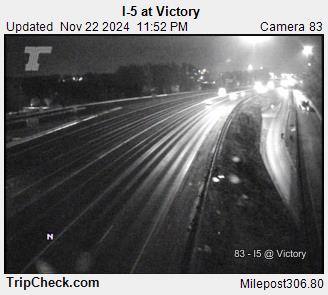 I-5 at Victory
Updated Nov 22 2024 11:52 PM Camera 83
T
N
83 - I5 @ Victory
TripCheck.com Milepost306.80